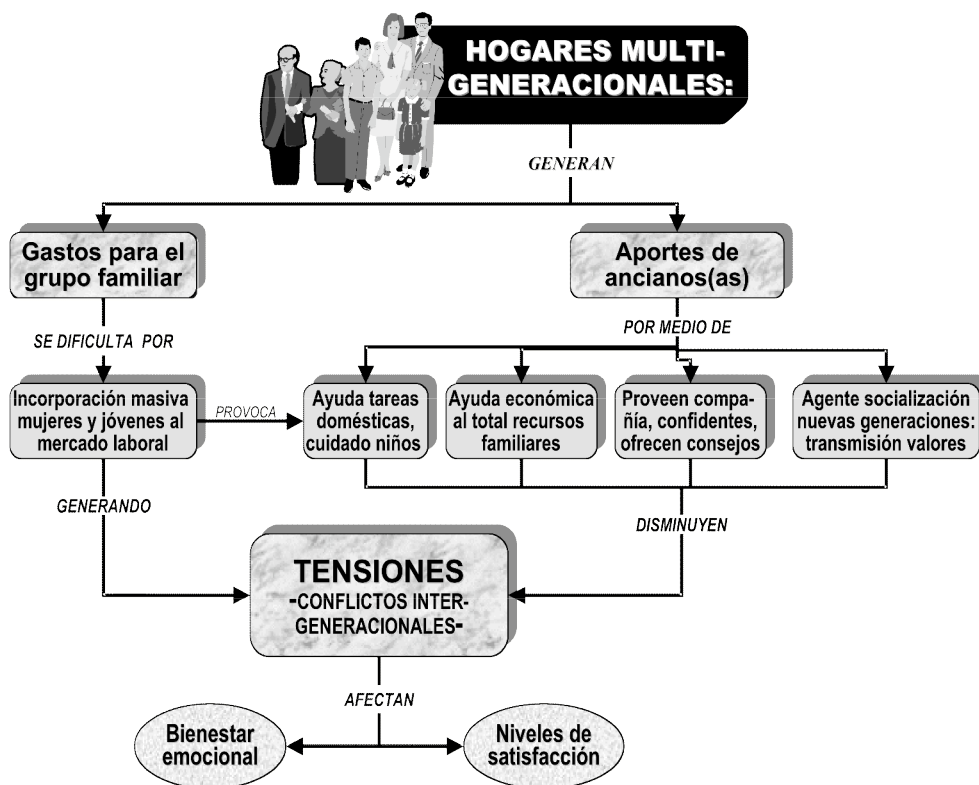 HOGARES MULTI-
GENERACIONALES:
GENERAN
Gastos para el
grupo familiar
Aportes de
ancianos(as)
SE DIFICULTA POR
POR MEDIO DE
Incorporación masiva
mujeres y jóvenes al
mercado laboral
PROVOCA
Ayuda tareas
domésticas,
cuidado niños
Ayuda económica
al total recursos
familiares
Proveen compa-
ñía, confidentes,
ofrecen consejos
Agente socialización
nuevas generaciones:
transmisión valores
GENERANDO
DISMINUYEN
TENSIONES
-CONFLICTOS INTER-
GENERACIONALES-
AFECTAN
Bienestar
emocional
Niveles de
satisfacción